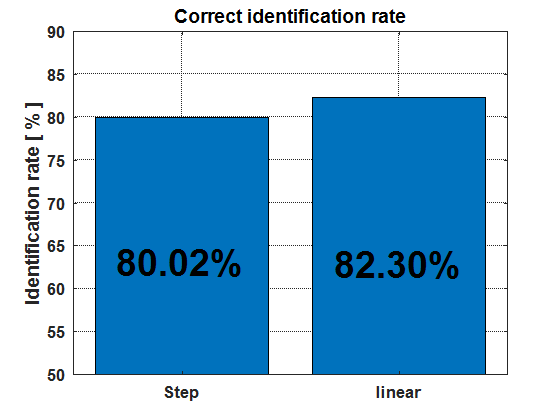 Correct identification rate
Identification rate [ % ]
90
85
80
75
70
65
60
55
50
80.02%
82.30%
Step
linear